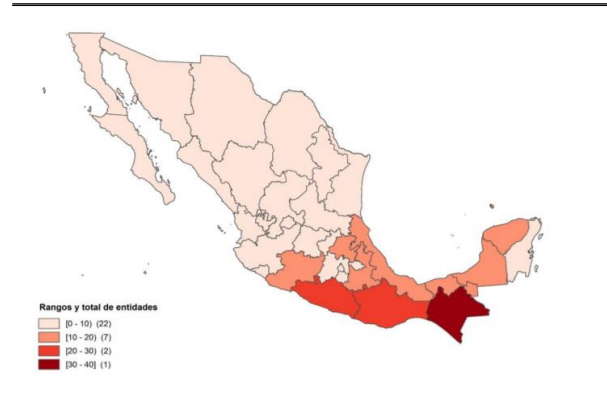 Rangos y total de entidades
[0 - 10) (22)
[10 - 20) (7)
[20 - 30) (2)
[30 - 40] (1)